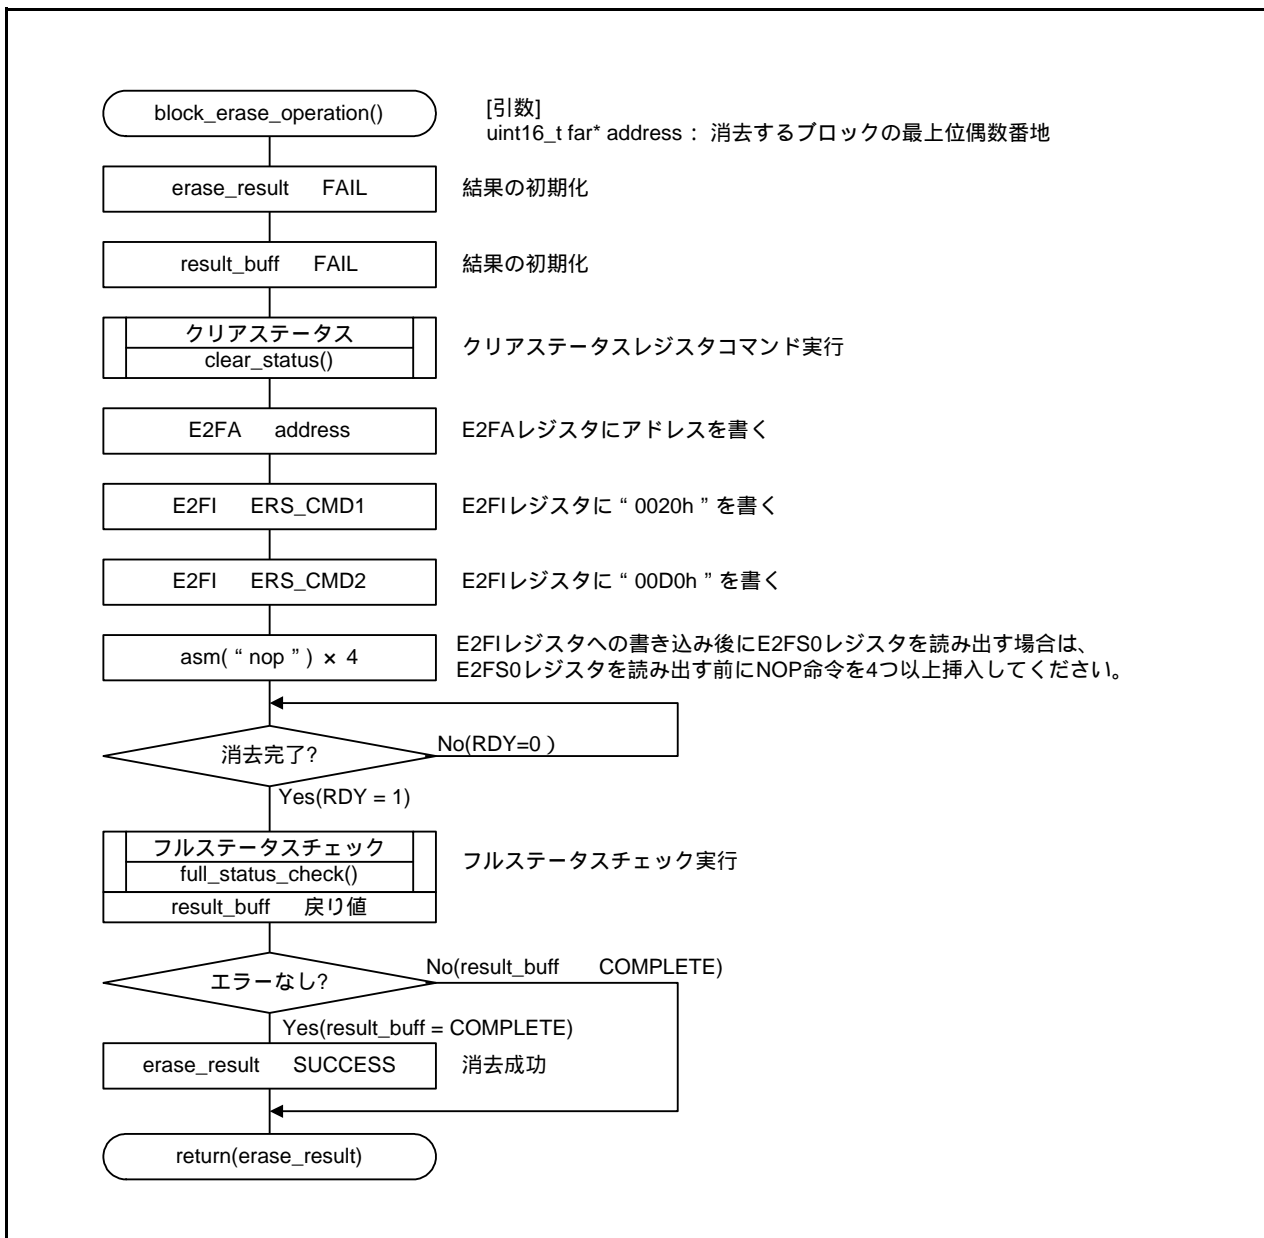 block_erase_operation()
[引数]
uint16_t far* address : 消去するブロックの最上位偶数番地
erase_result FAIL
結果の初期化
result_buff FAIL
結果の初期化
クリアステータス
clear_status()
クリアステータスレジスタコマンド実行
E2FA address
E2FAレジスタにアドレスを書く
E2FI ERS_CMD1
E2FIレジスタに“0020h”を書く
E2FI ERS_CMD2
E2FIレジスタに“00D0h”を書く
asm(“nop”) × 4
E2FIレジスタへの書き込み後にE2FS0レジスタを読み出す場合は、
E2FS0レジスタを読み出す前にNOP命令を4つ以上挿入してください。
消去完了?
No(RDY=0 )
Yes(RDY = 1)
フルステータスチェック
full_status_check()
フルステータスチェック実行
result_buff 戻り値
No(result_buff COMPLETE)
エラーなし?
Yes(result_buff = COMPLETE)
erase_result SUCCESS
消去成功
return(erase_result)